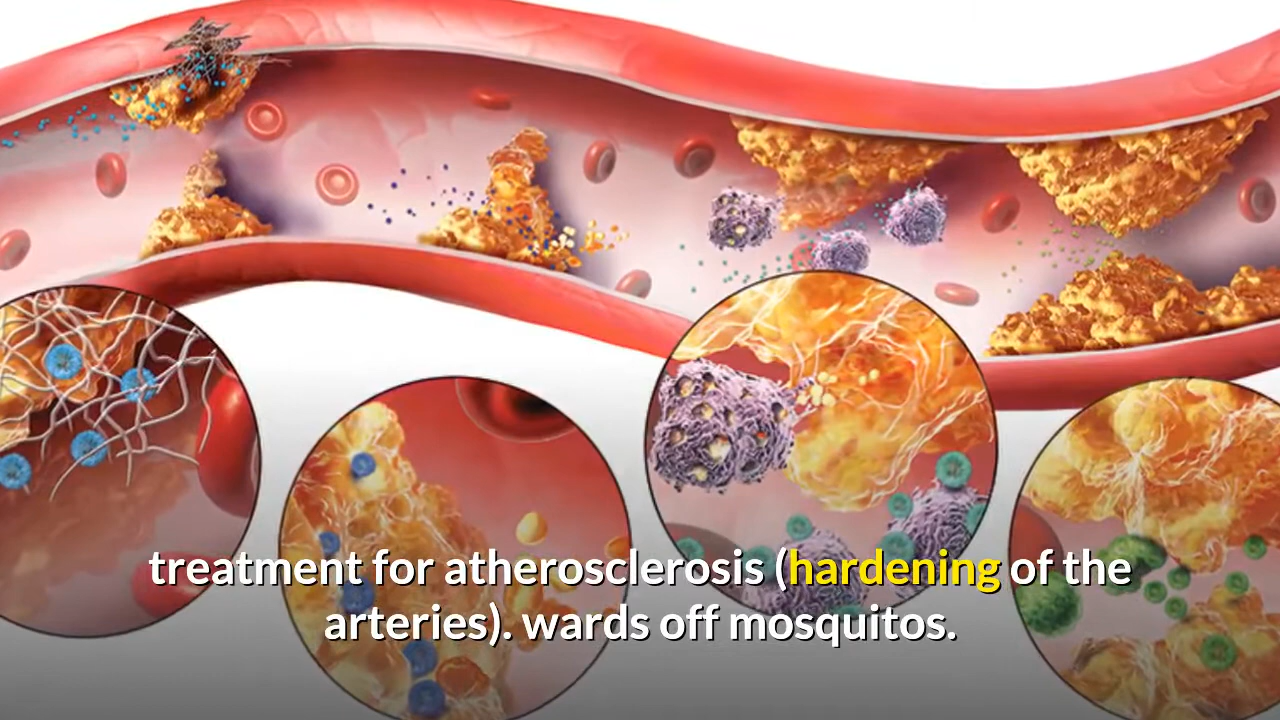 treatment for atherosclerosis (hardening of the
arteries). wards off mosquitos.